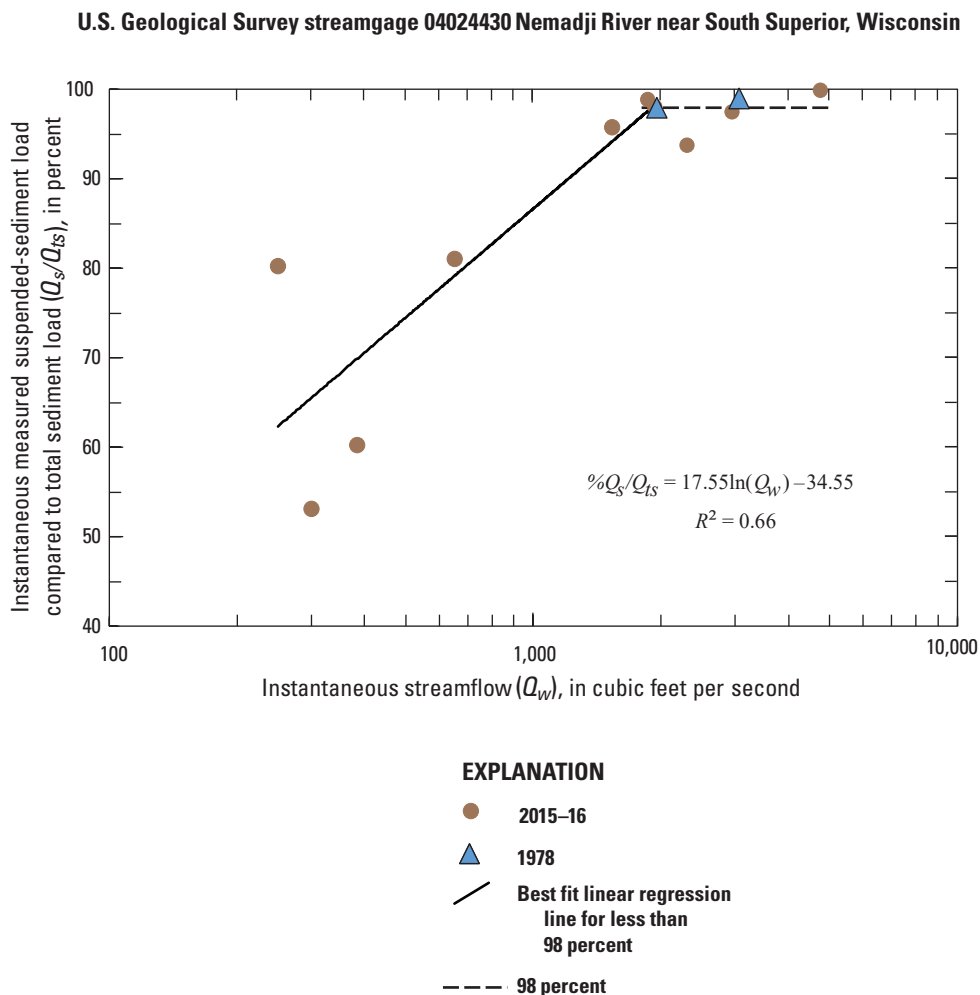 U.S. Geological Survey streamgage 04024430 Nemadji River near South Superior, Wisconsin
Instantaneous measured suspended-sediment load
compared to total sediment load (Qs/Qts), in percent
100
90
80
70
60
50
40
%Qs/Qts = 17.55ln(Qw) –34.55
R² = 0.66
100
1,000
10,000
Instantaneous streamflow (Qw), in cubic feet per second
EXPLANATION
2015–16
1978
Best fit linear regression
line for less than
98 percent
98 percent